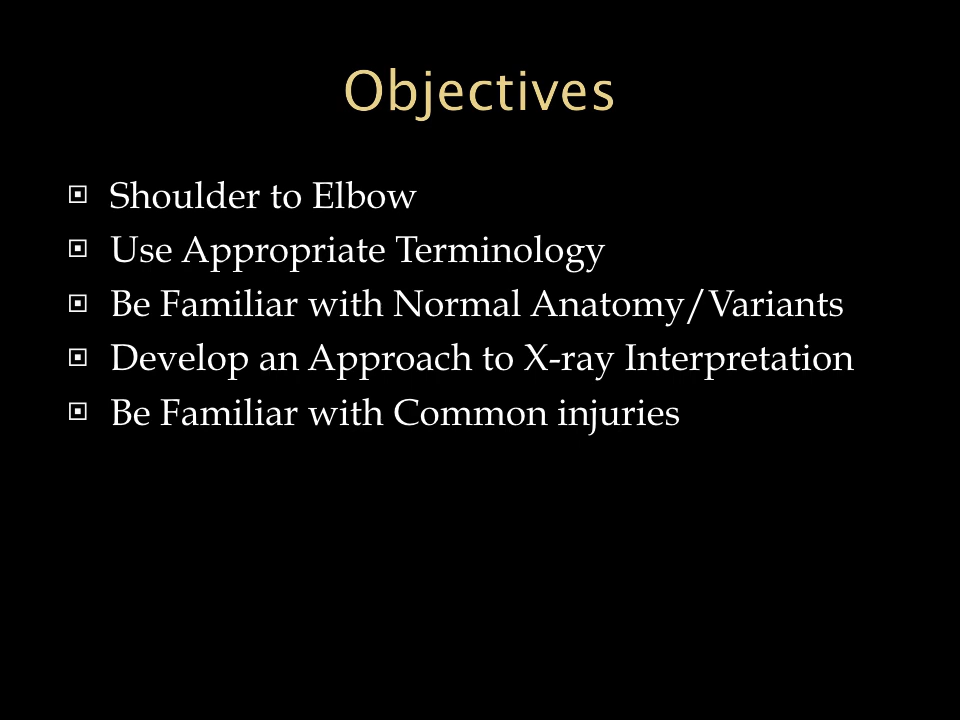 Objectives
Shoulder to Elbow
Use Appropriate Terminology
Be Familiar with Normal Anatomy/Variants
Develop an Approach to X-ray Interpretation
Be Familiar with Common injuries